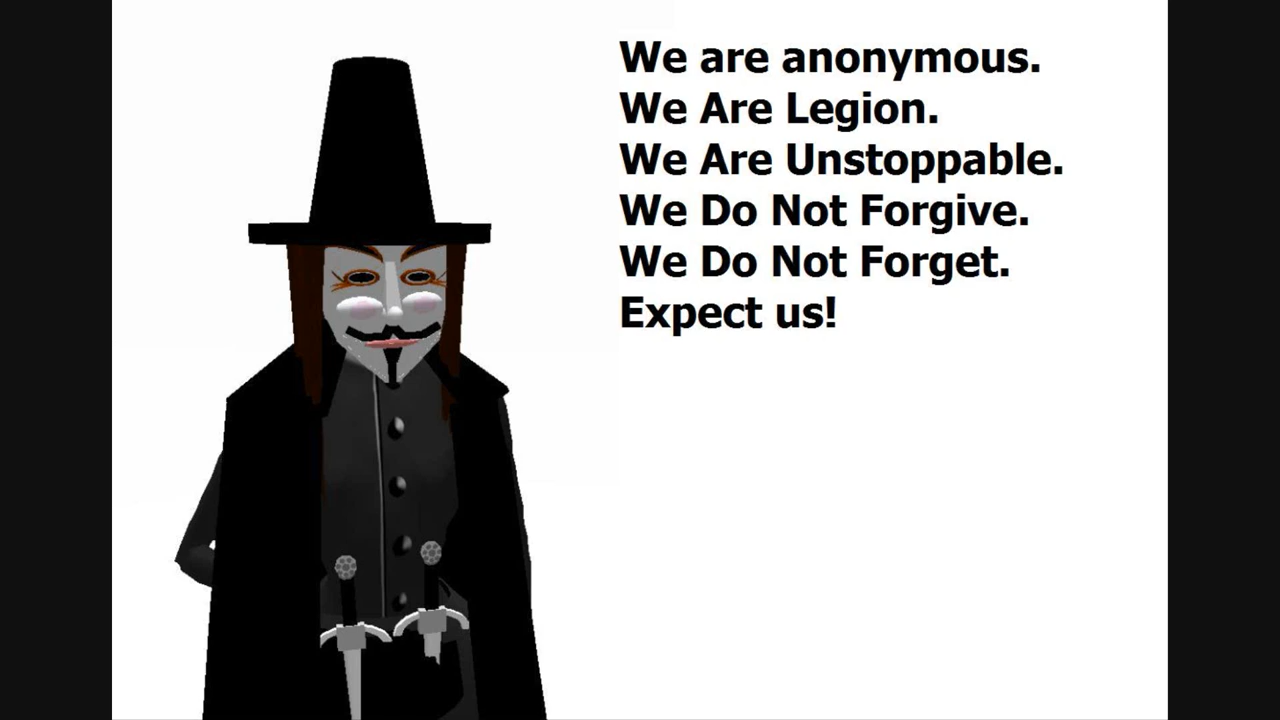 We are anonymous.
We Are Legion.
We Are Unstoppable.
We Do Not Forgive.
We Do Not Forget.
Expect us!